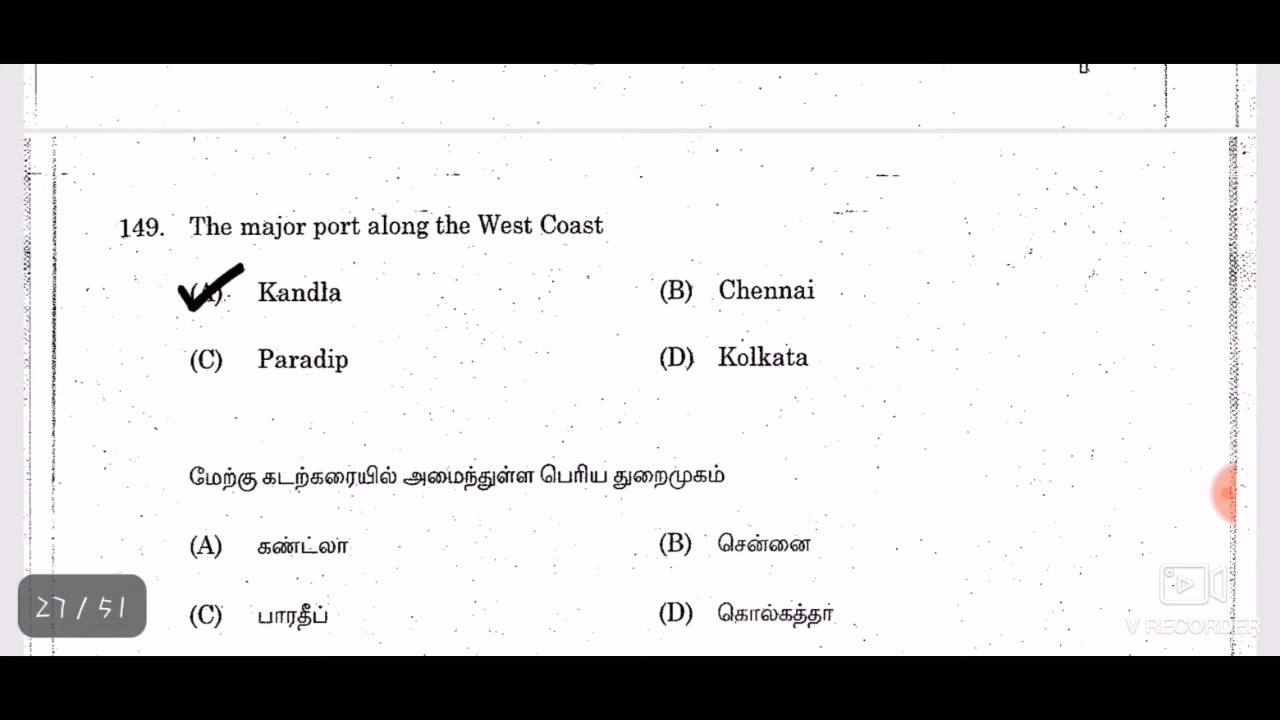 149. The major port along the West Coast
(A) Kandla (B) Chennai
(C) Paradip (D) Kolkata
மேற்கு கடற்கரையில் அமைந்துள்ள பெரிய துறைமுகம்
(A) கண்ட்லா (B) சென்னை
(C) பாரதீப் (D) கொல்கத்தா
27 / 51
V RECORDER